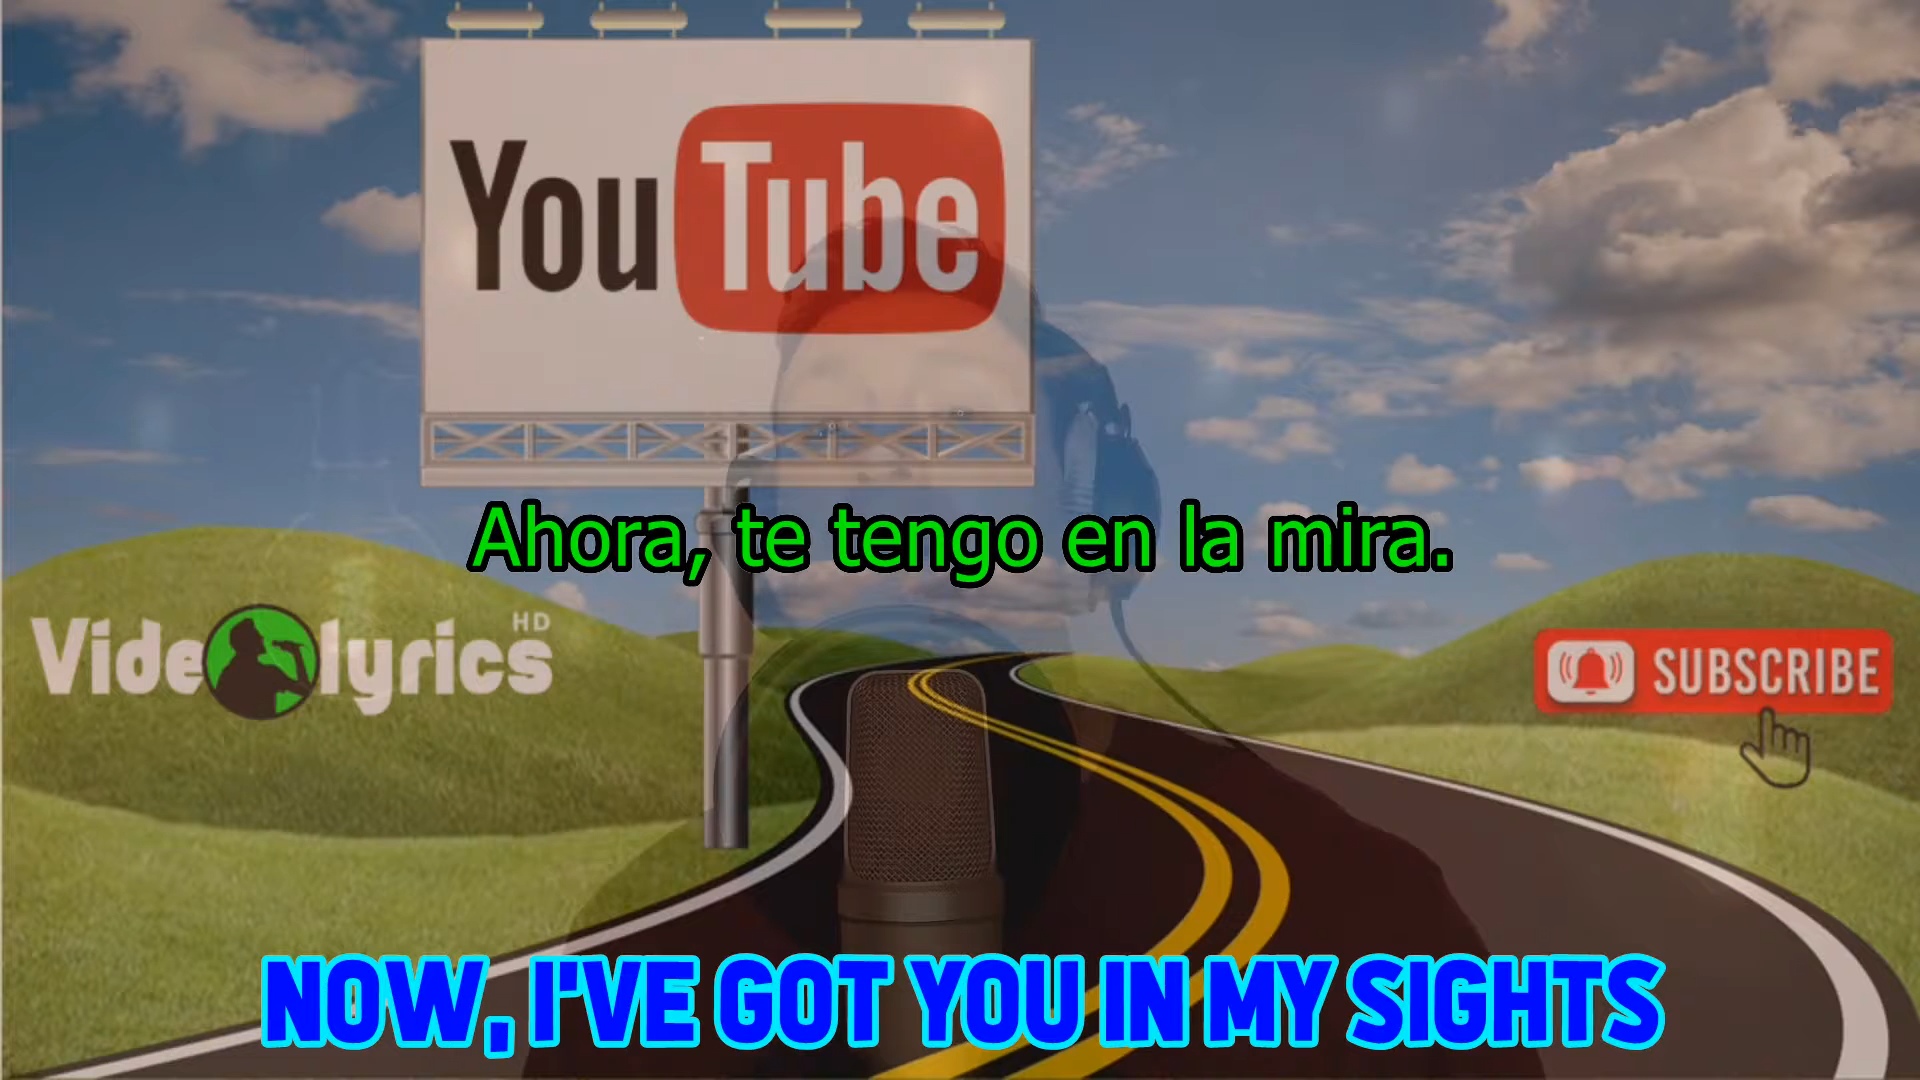 YouTube
Ahora, te tengo en la mira.
Videolyrics HD
SUBSCRIBE
NOW, I'VE GOT YOU IN MY SIGHTS